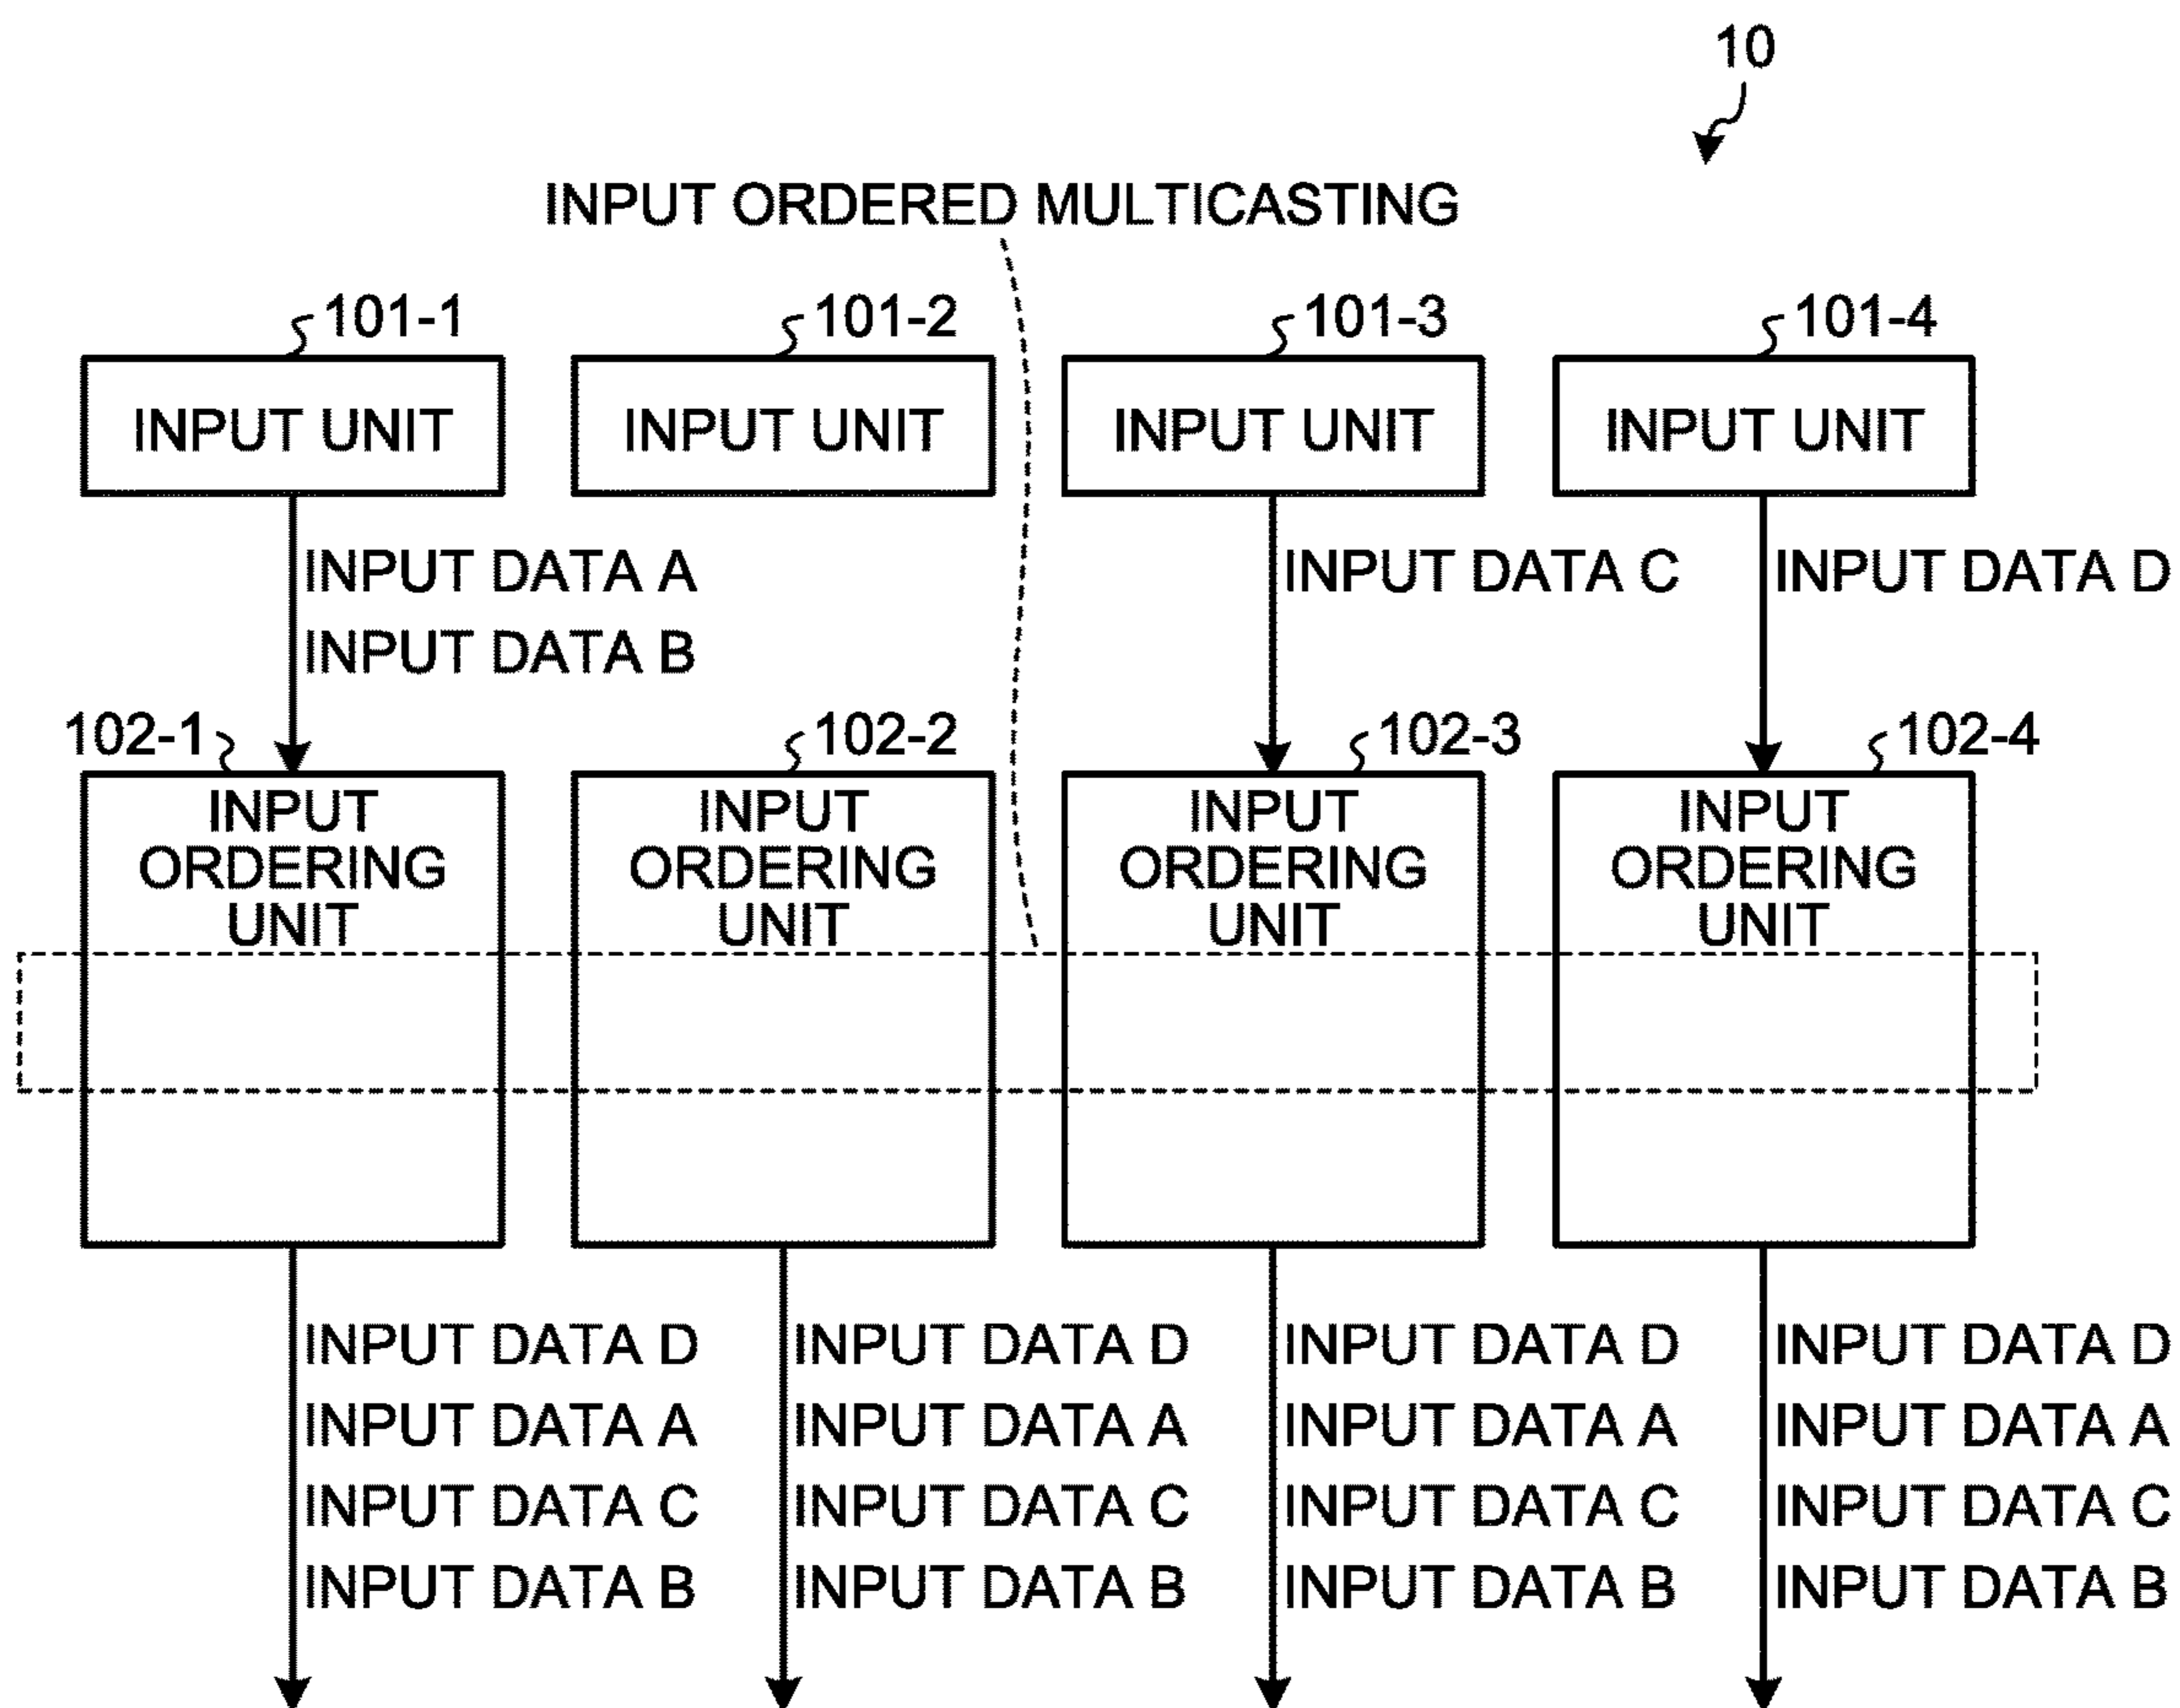 10
INPUT ORDERED MULTICASTING
101-1 101-2 101-3 101-4
INPUT UNIT INPUT UNIT INPUT UNIT INPUT UNIT
INPUT DATA A INPUT DATA C INPUT DATA D
INPUT DATA B
102-1 102-2 102-3 102-4
INPUT INPUT INPUT INPUT
ORDERING ORDERING ORDERING ORDERING
UNIT UNIT UNIT UNIT
INPUT DATA D INPUT DATA D INPUT DATA D INPUT DATA D
INPUT DATA A INPUT DATA A INPUT DATA A INPUT DATA A
INPUT DATA C INPUT DATA C INPUT DATA C INPUT DATA C
INPUT DATA B INPUT DATA B INPUT DATA B INPUT DATA B